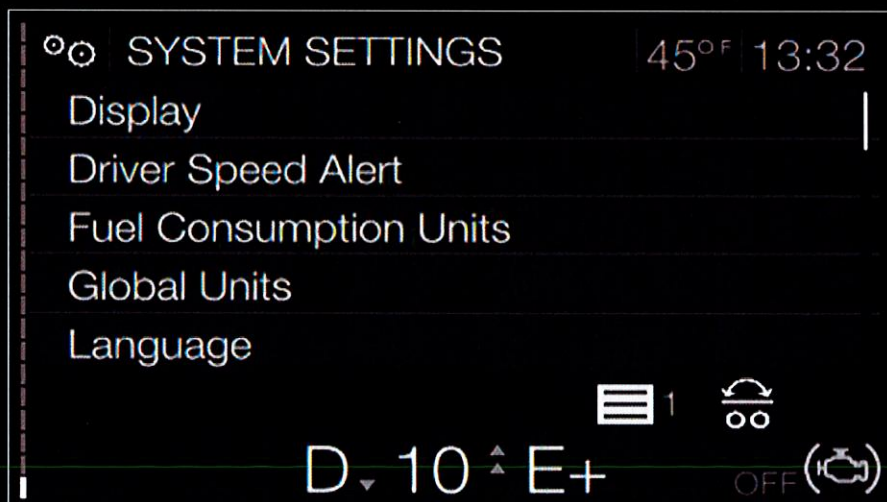 SYSTEM SETTINGS 45°F 13:32
Display
Driver Speed Alert
Fuel Consumption Units
Global Units
Language
1
D 10 E+ OFF